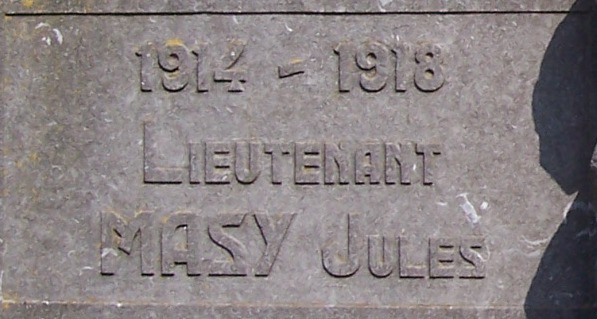 1914 - 1918
LIEUTENANT
MASY JULES